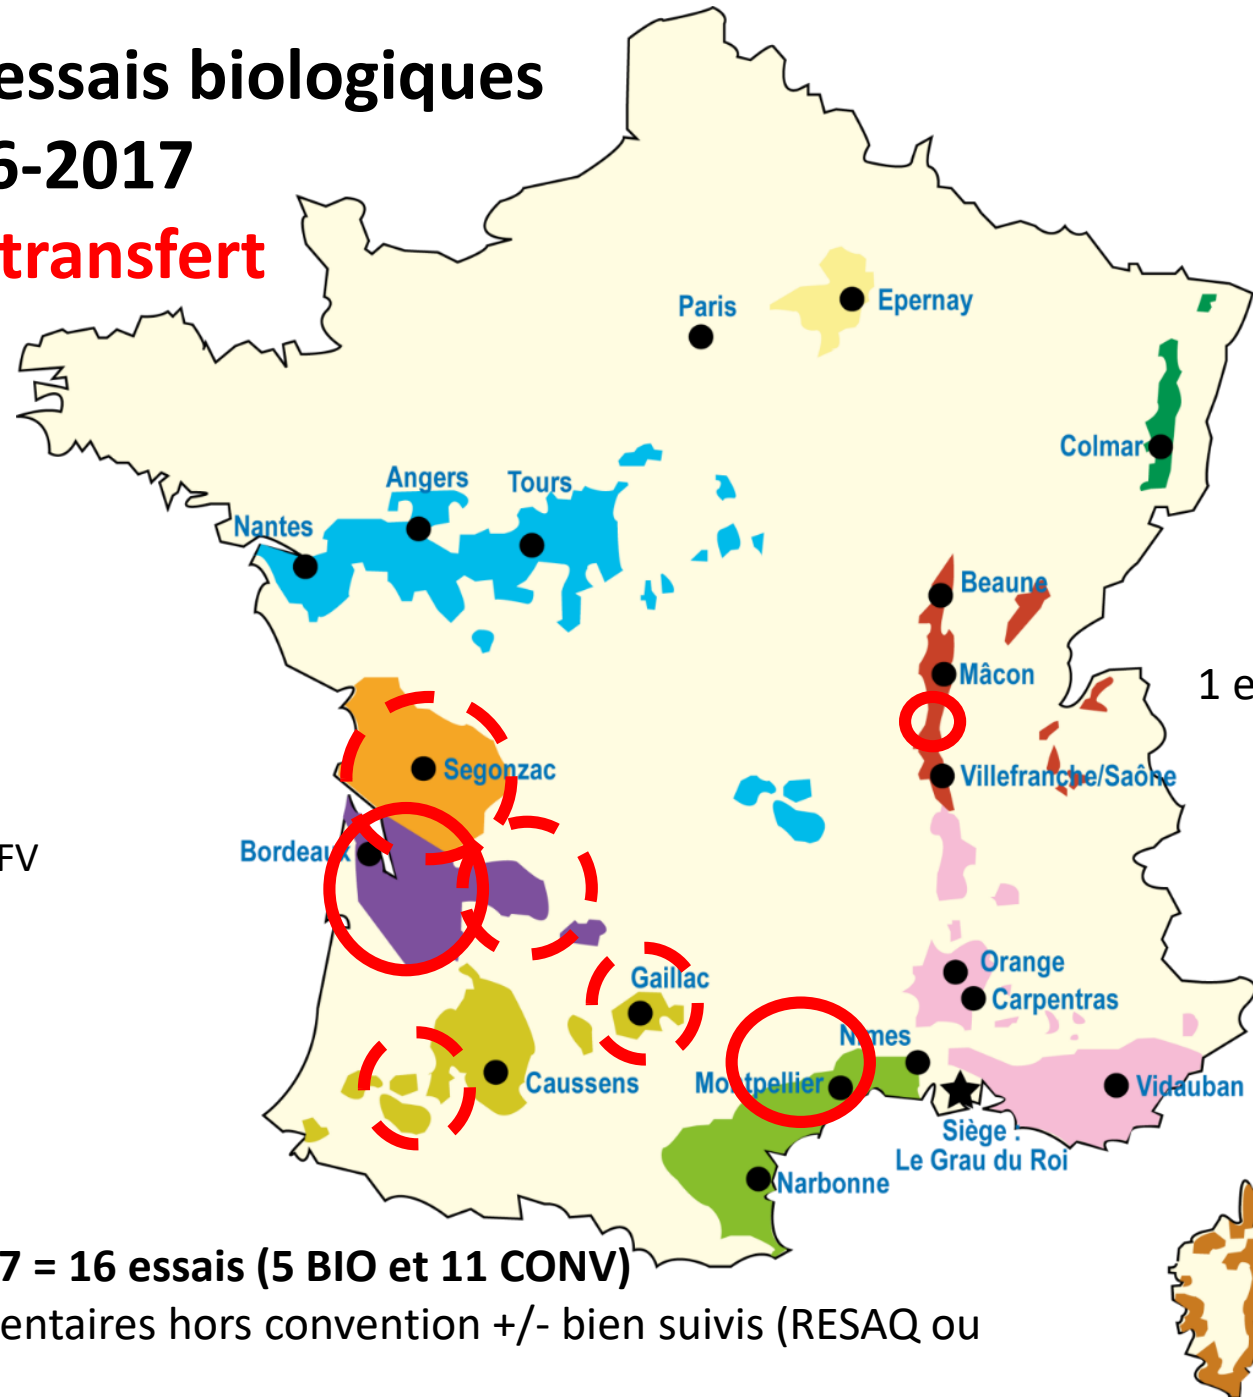 essais biologiques
6-2017
transfert
Paris
Epernay
Colmar
Angers
Tours
Nantes
Beaune
Mâcon
1 e
Segonzac
Villefranche/Saône
FV
Bordeaux
Orange
Gaillac
Carpentras
Nîmes
Caussens
Montpellier
Vidauban
Siège :
Le Grau du Roi
Narbonne
7 = 16 essais (5 BIO et 11 CONV)
entaires hors convention +/- bien suivis (RESAQ ou